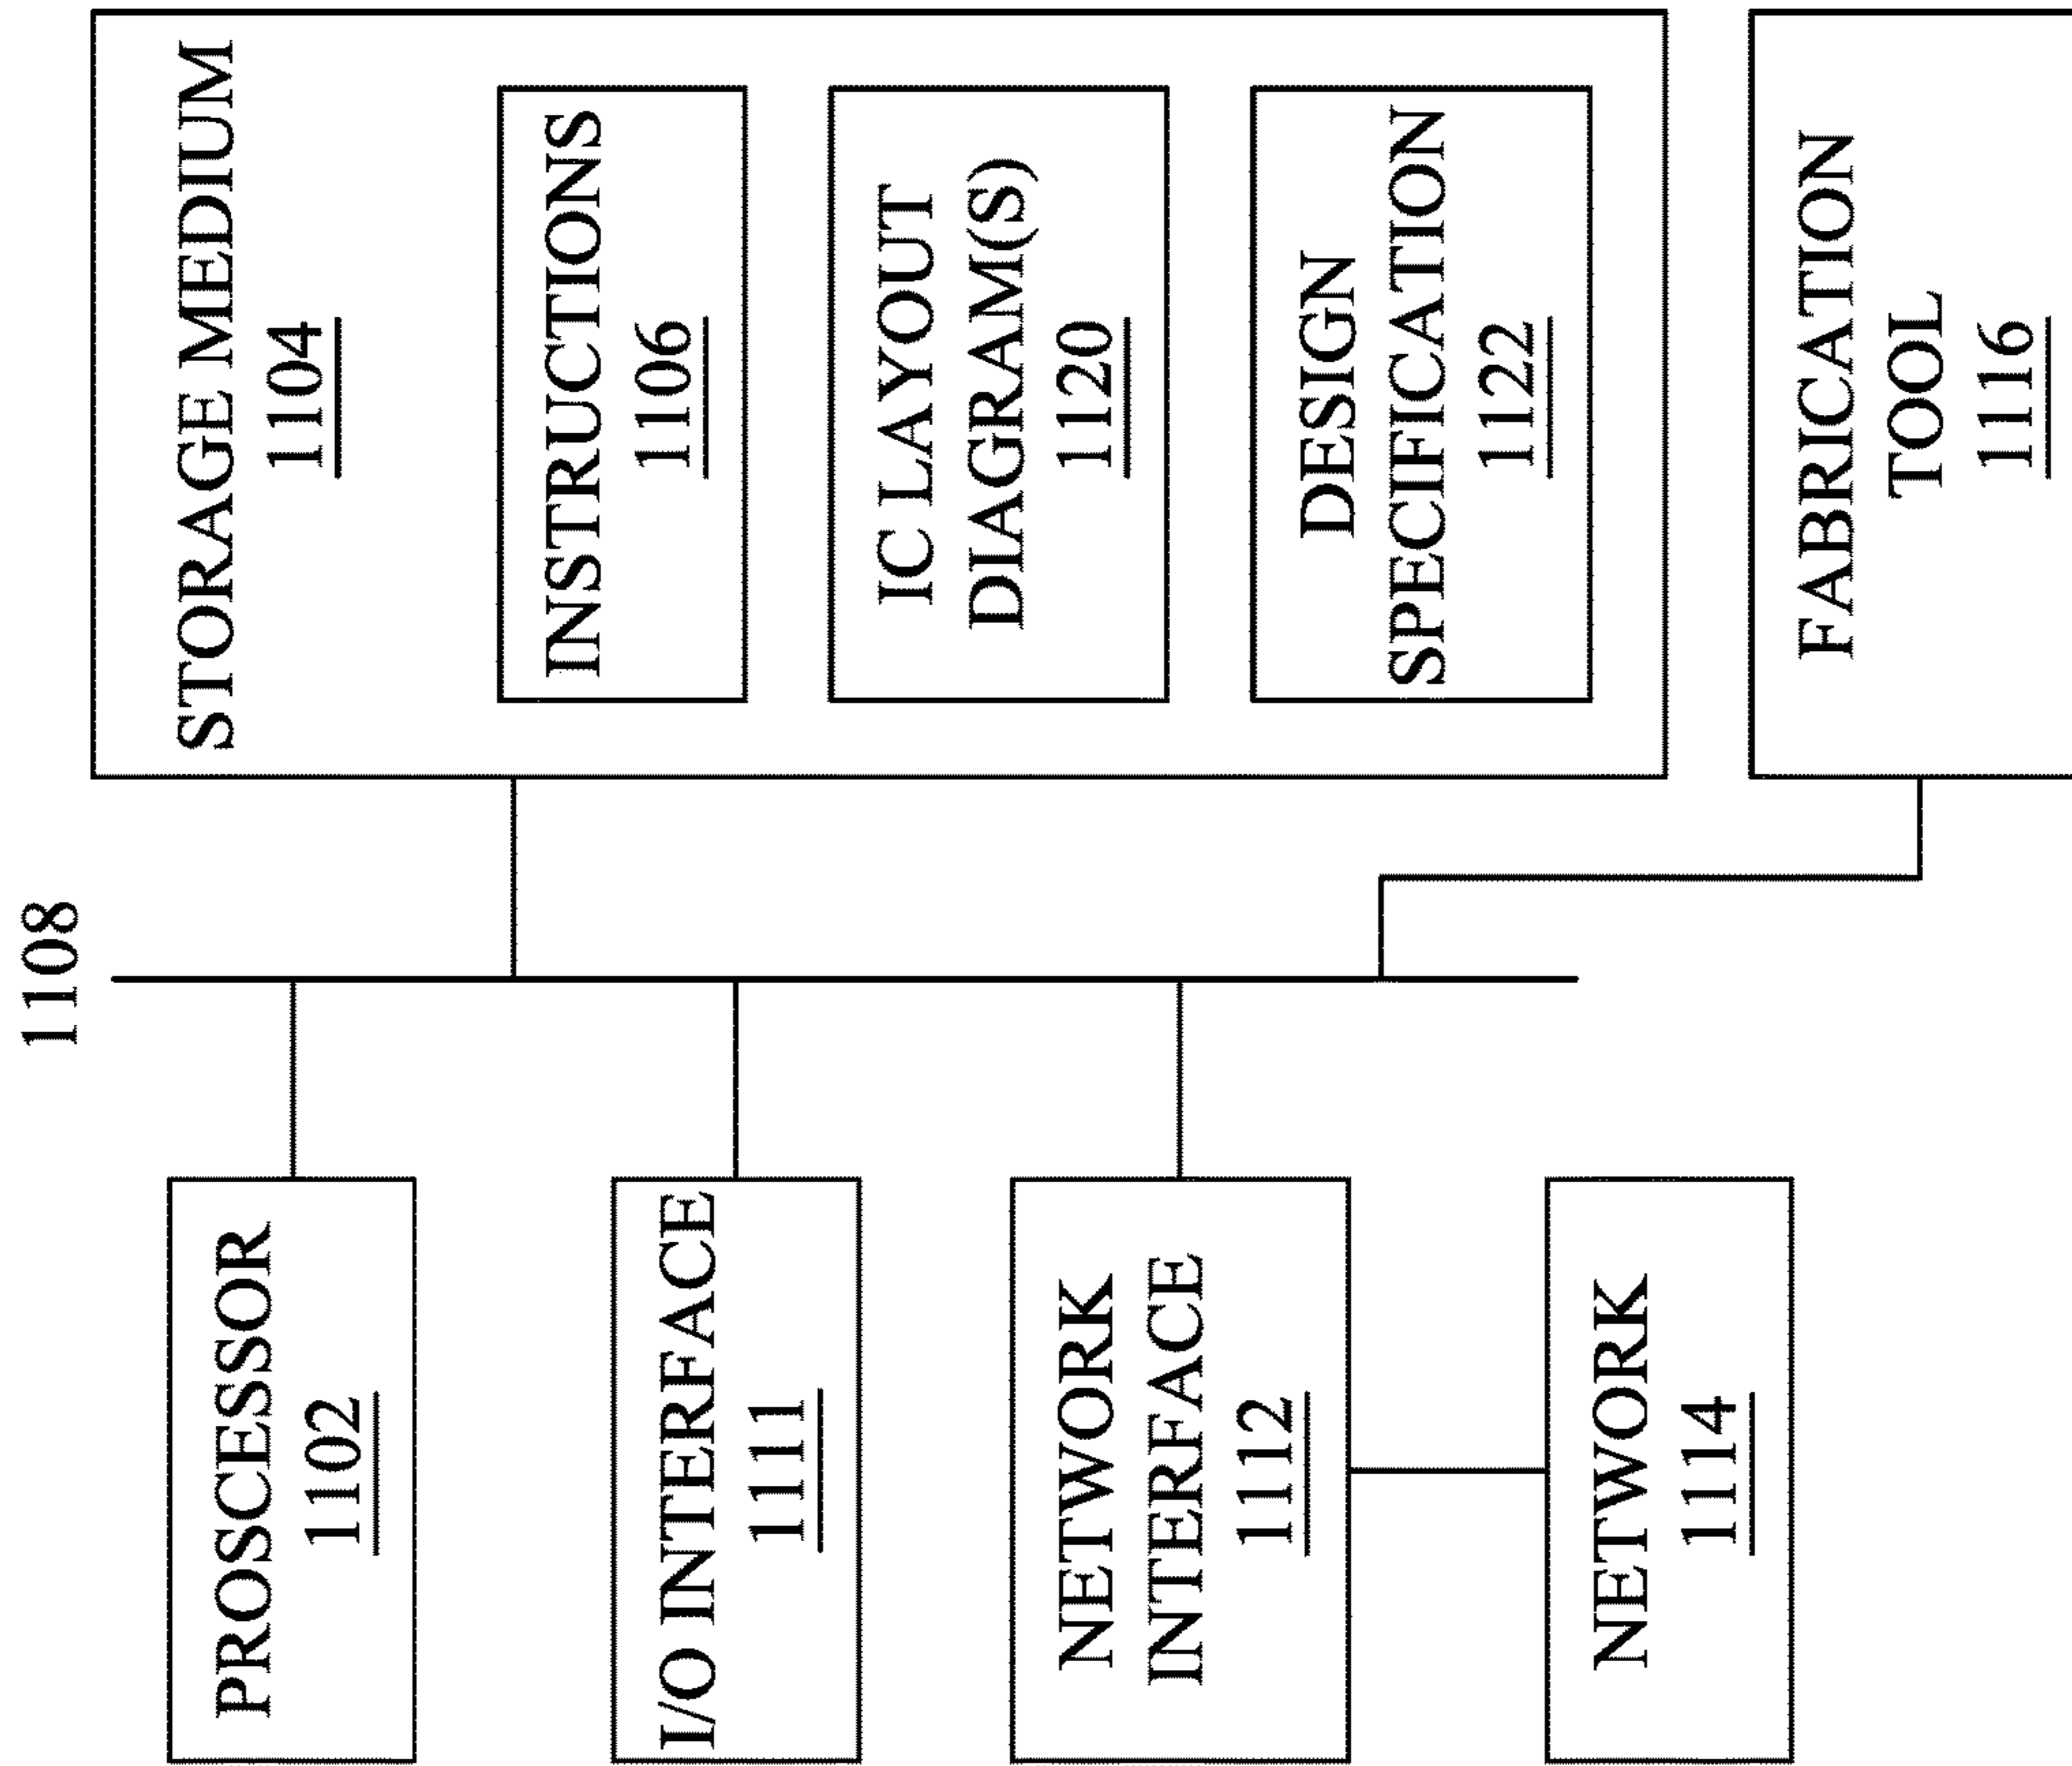 1108
PROSCESSOR
1102
I/O INTERFACE
1111
NETWORK
INTERFACE
1112
NETWORK
1114
STORAGE MEDIUM
1104
INSTRUCTIONS
1106
IC LAYOUT
DIAGRAM(S)
1120
DESIGN
SPECIFICATION
1122
FABRICATION
TOOL
1116